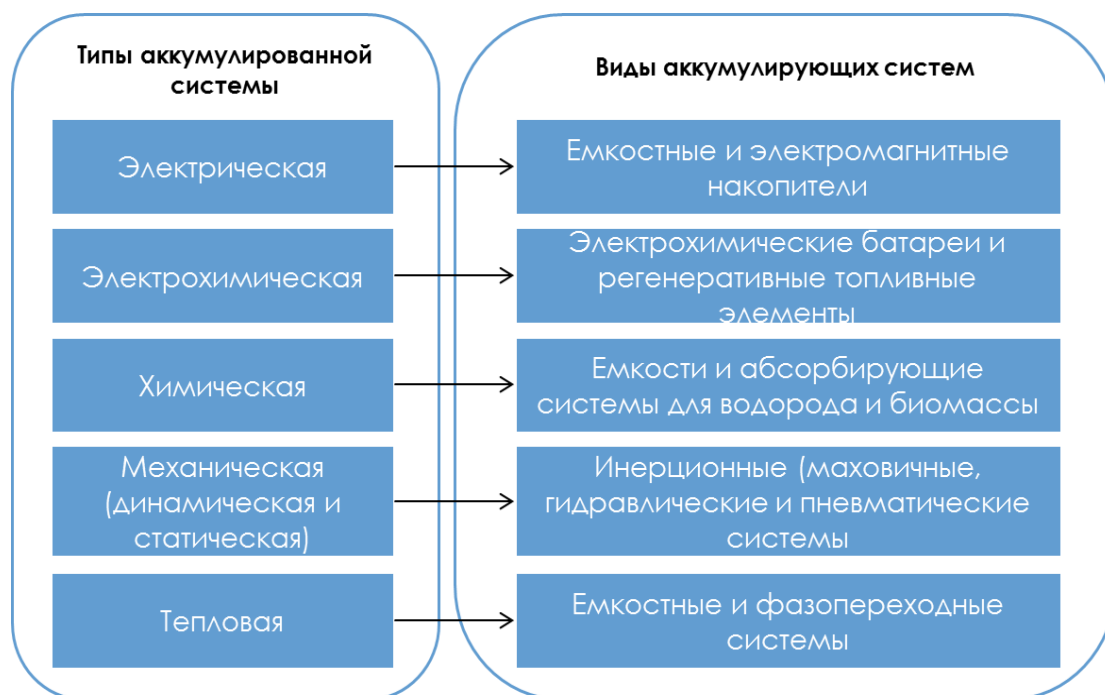 Типы аккумулированной
системы
Виды аккумулирующих систем
Электрическая
Емкостные и электромагнитные
накопители
Электрохимическая
Электрохимические батареи и
регенеративные топливные
элементы
Химическая
Емкости и абсорбирующие
системы для водорода и биомассы
Механическая
(динамическая и
статическая)
Инерционные (маховичные,
гидравлические и пневматические
системы
Тепловая
Емкостные и фазопереходные
системы